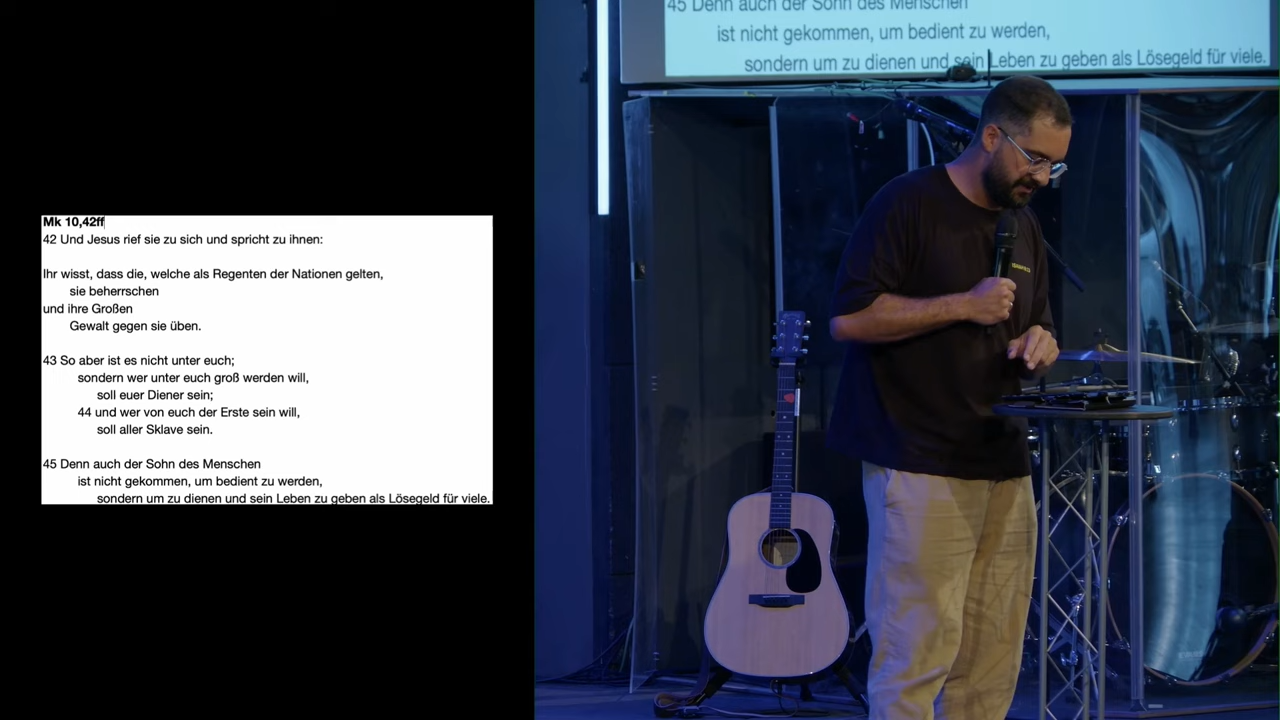 Mk 10,42ff
42 Und Jesus rief sie zu sich und spricht zu ihnen:
Ihr wisst, dass die, welche als Regenten der Nationen gelten,
sie beherrschen
und ihre Großen
Gewalt gegen sie üben.
43 So aber ist es nicht unter euch;
sondern wer unter euch groß werden will,
soll euer Diener sein;
44 und wer von euch der Erste sein will,
soll aller Sklave sein.
45 Denn auch der Sohn des Menschen
ist nicht gekommen, um bedient zu werden,
sondern um zu dienen und sein Leben zu geben als Lösegeld für viele.
45 Denn auch der Sohn des Menschen
ist nicht gekommen, um bedient zu werden,
sondern um zu dienen und sein Leben zu geben als Lösegeld für viele.